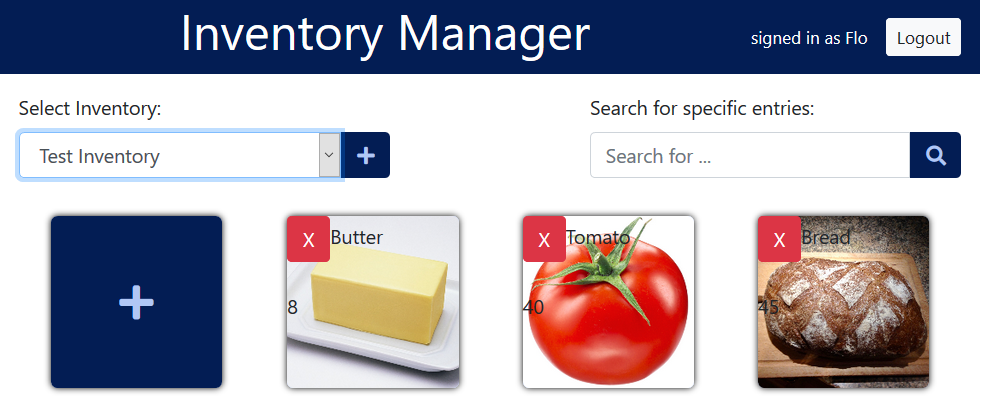 Inventory Manager
signed in as Flo
Logout
Select Inventory:
Search for specific entries:
Test Inventory
Search for ...
X Butter
X Tomato
X Bread
8
40
45